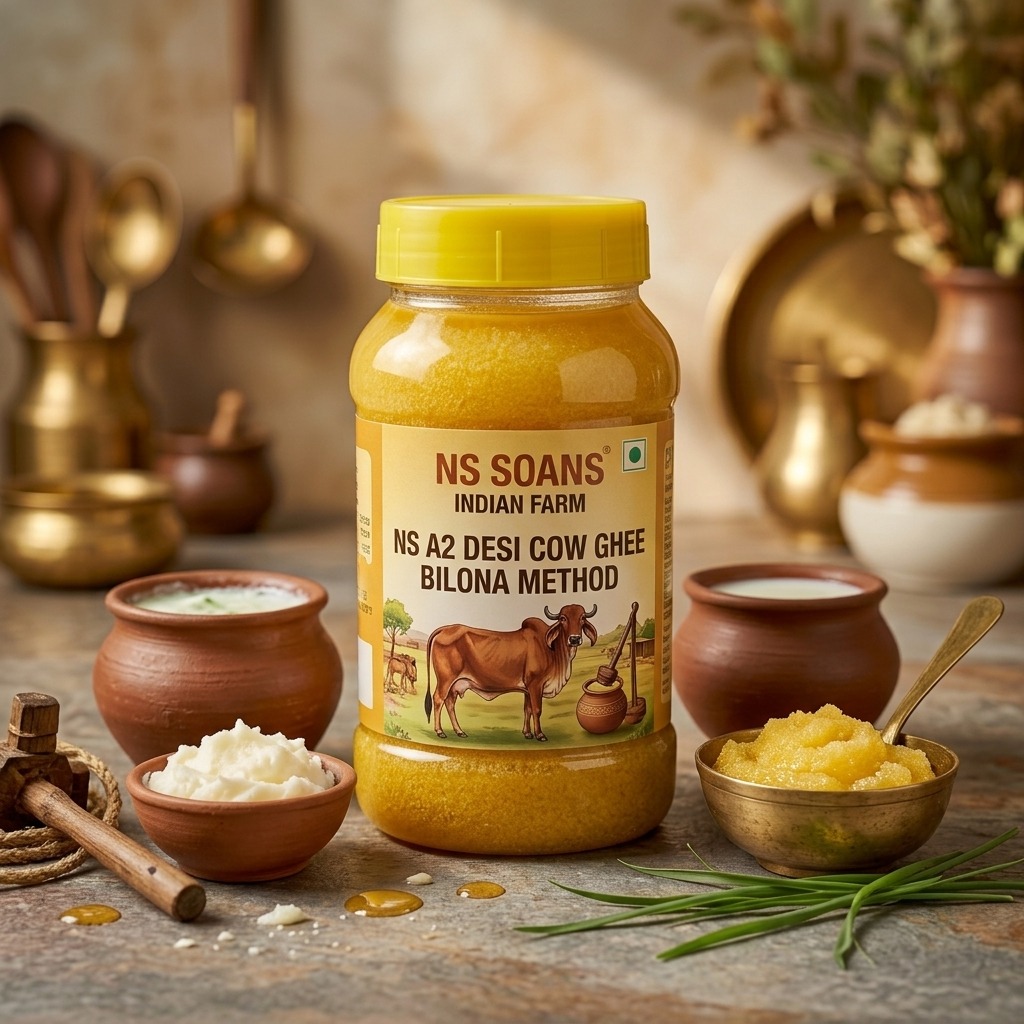 NS SOANS®
INDIAN FARM
NS A2 DESI COW GHEE
BILONA METHOD